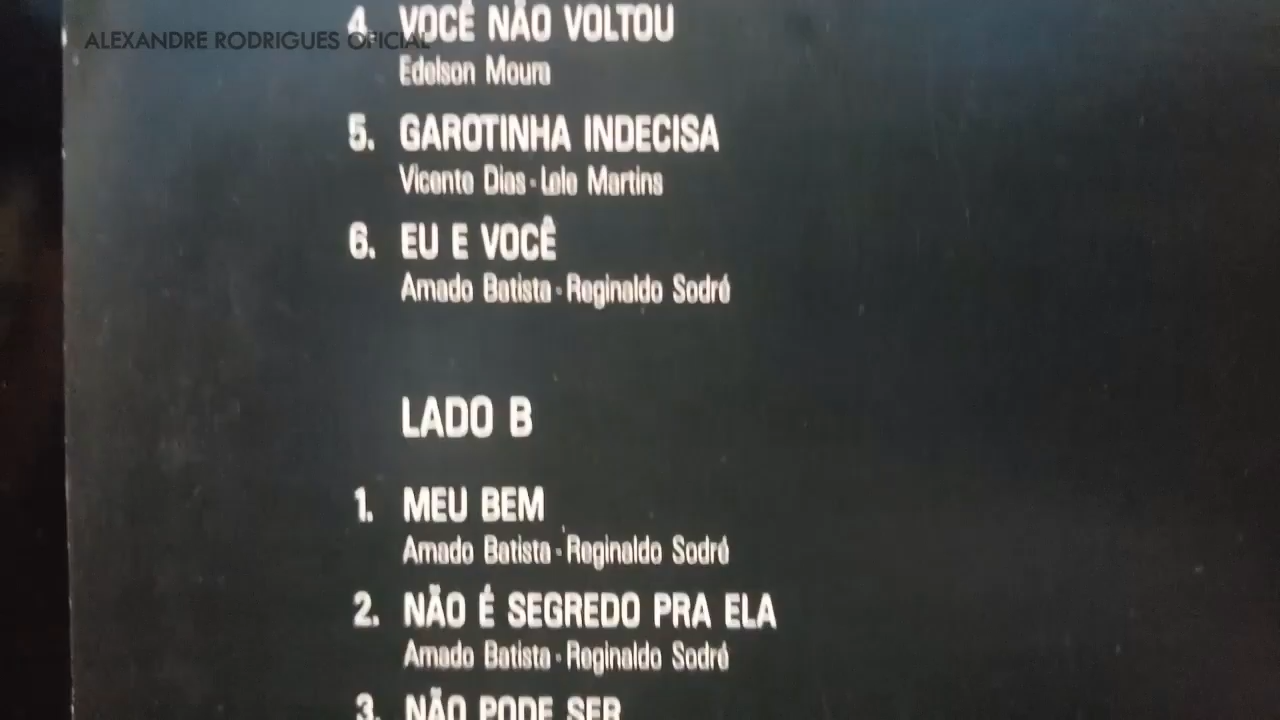 ALEXANDRE RODRIGUES OFICIAL
4. VOCÊ NÃO VOLTOU
Edelson Moura
5. GAROTINHA INDECISA
Vicente Dias - Lelo Martins
6. EU E VOCÊ
Amado Batista - Reginaldo Sodré
LADO B
1. MEU BEM
Amado Batista - Reginaldo Sodré
2. NÃO É SEGREDO PRA ELA
Amado Batista - Reginaldo Sodré
3. NÃO PODE SER